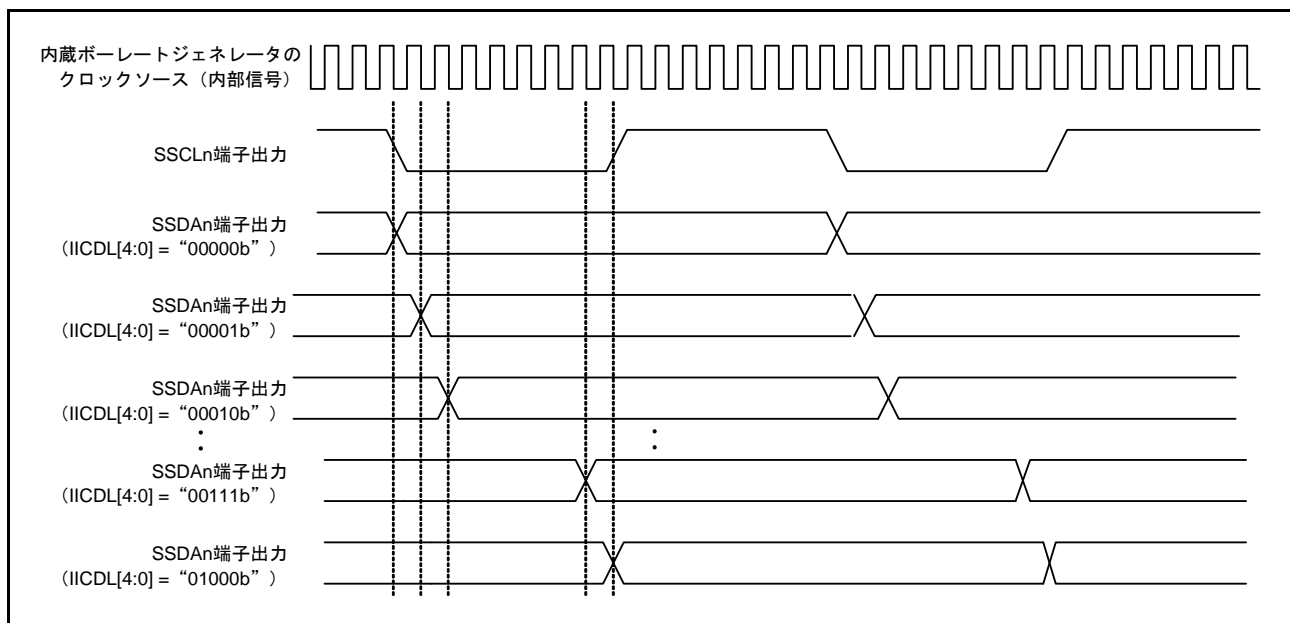 内蔵ボーレートジェネレータの
クロックソース（内部信号）
SSCLn端子出力
SSDAn端子出力
（IICDL[4:0] = “00000b”）
SSDAn端子出力
（IICDL[4:0] = “00001b”）
SSDAn端子出力
（IICDL[4:0] = “00010b”）
SSDAn端子出力
（IICDL[4:0] = “00111b”）
SSDAn端子出力
（IICDL[4:0] = “01000b”）